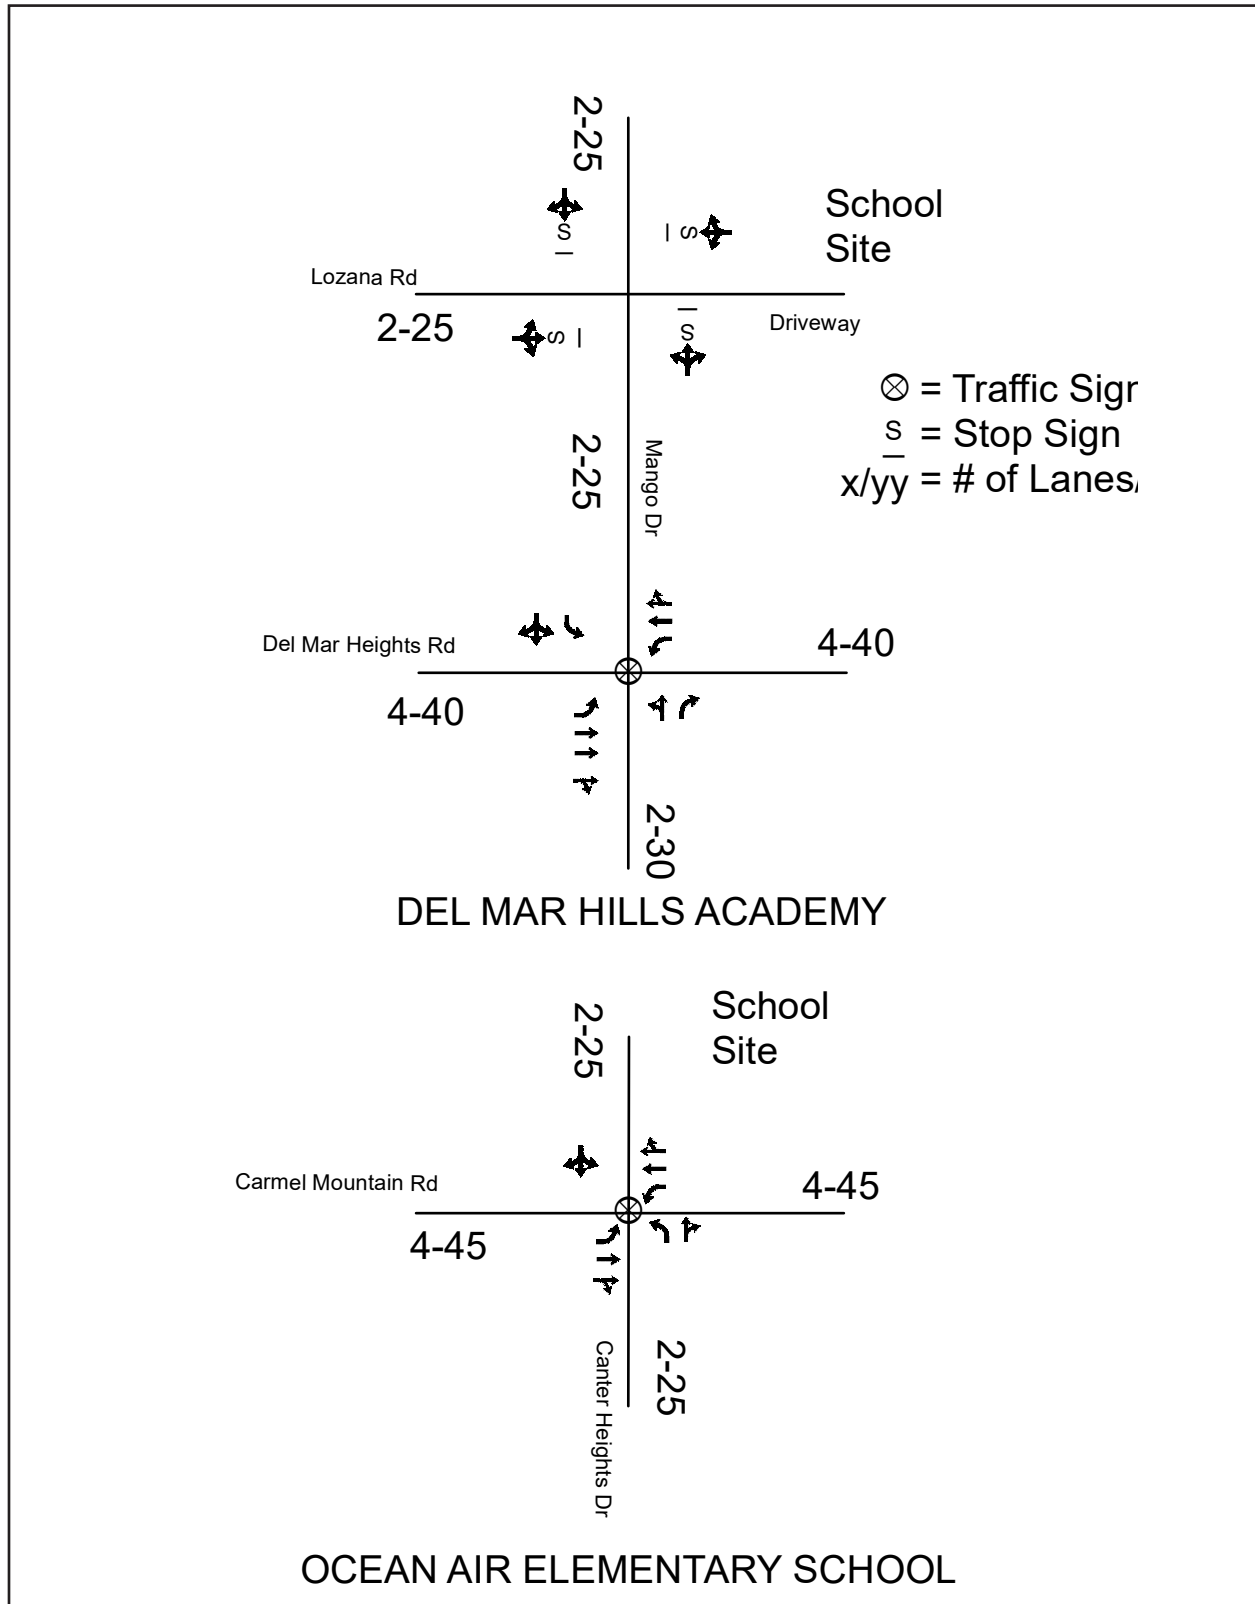 2-25
School
Site
S
S
Lozana Rd
2-25
S
S
Driveway
= Traffic Sign
S = Stop Sign
x/yy = # of Lanes/
2-25
Mango Dr
Del Mar Heights Rd
4-40
4-40
2-30
DEL MAR HILLS ACADEMY
2-25
School
Site
Carmel Mountain Rd
4-45
4-45
Canter Heights Dr
2-25
OCEAN AIR ELEMENTARY SCHOOL